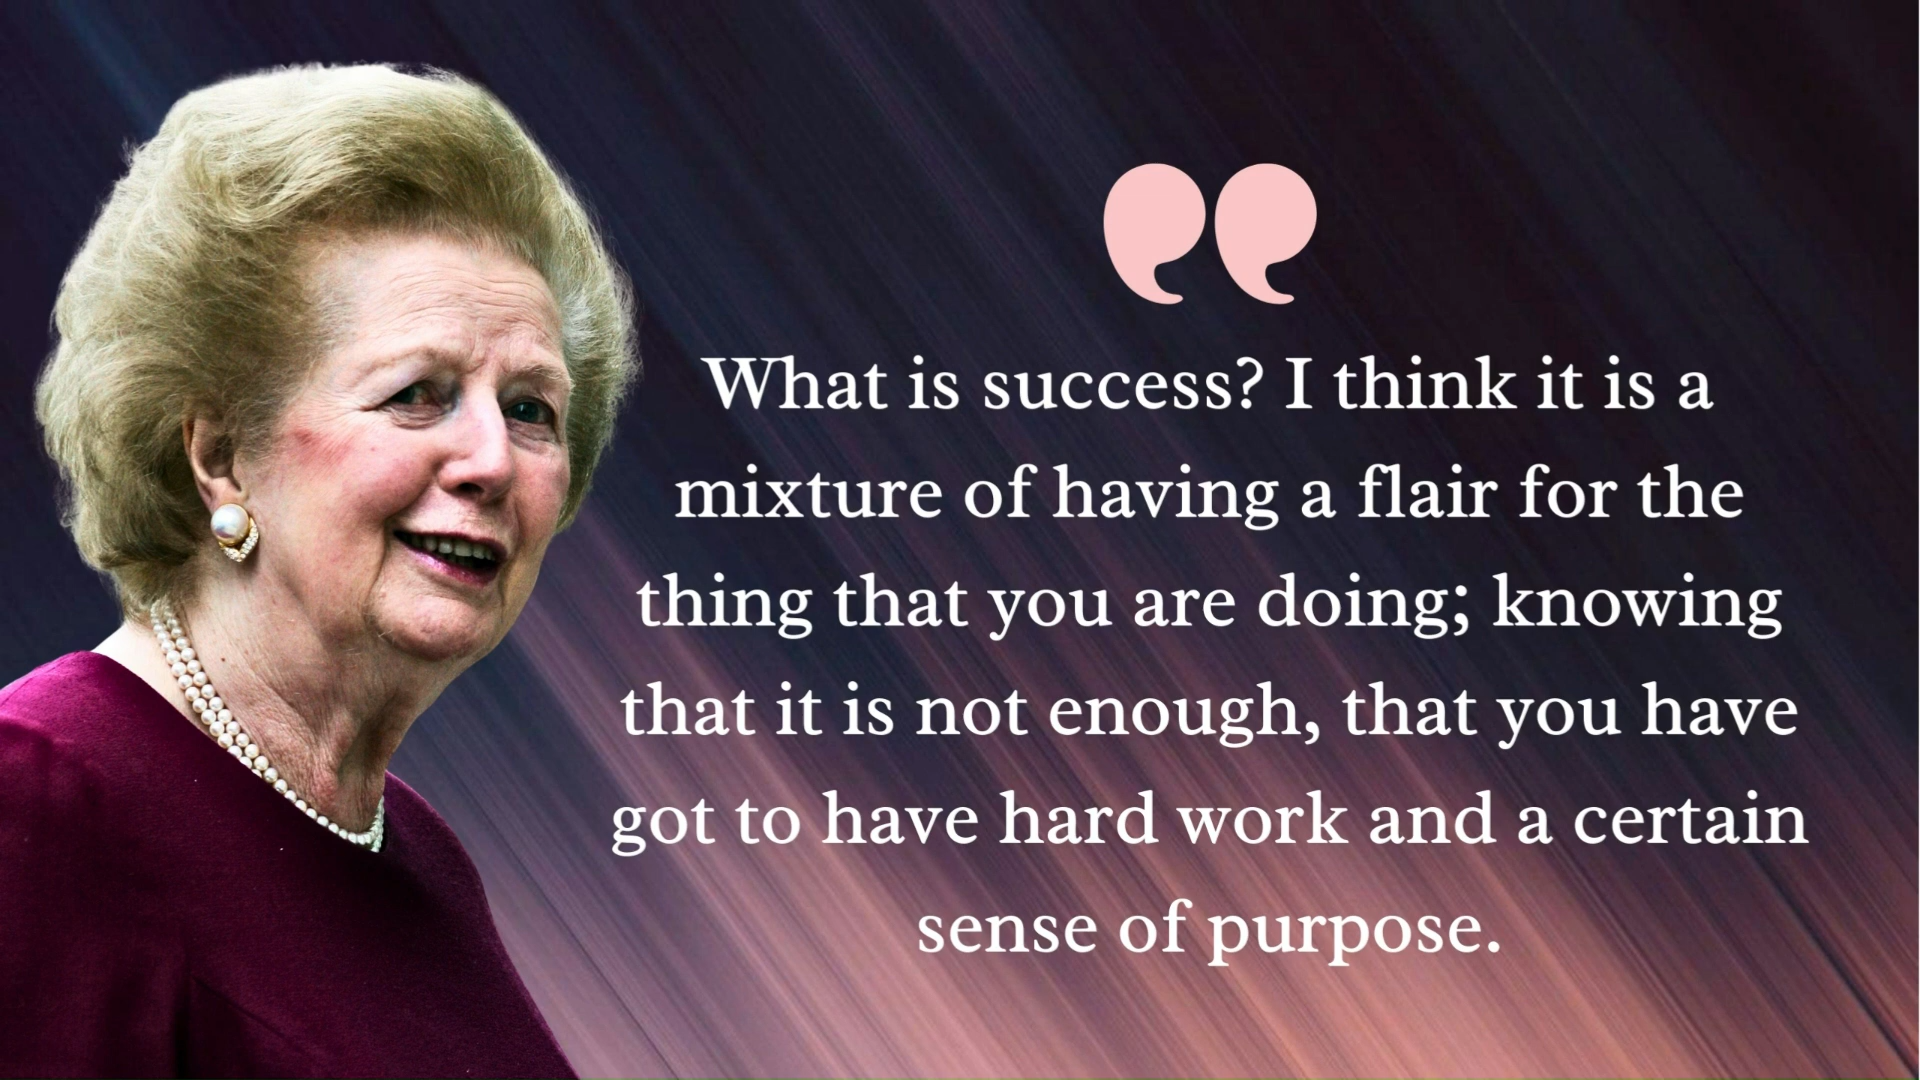 What is success? I think it is a
mixture of having a flair for the
thing that you are doing; knowing
that it is not enough, that you have
got to have hard work and a certain
sense of purpose.